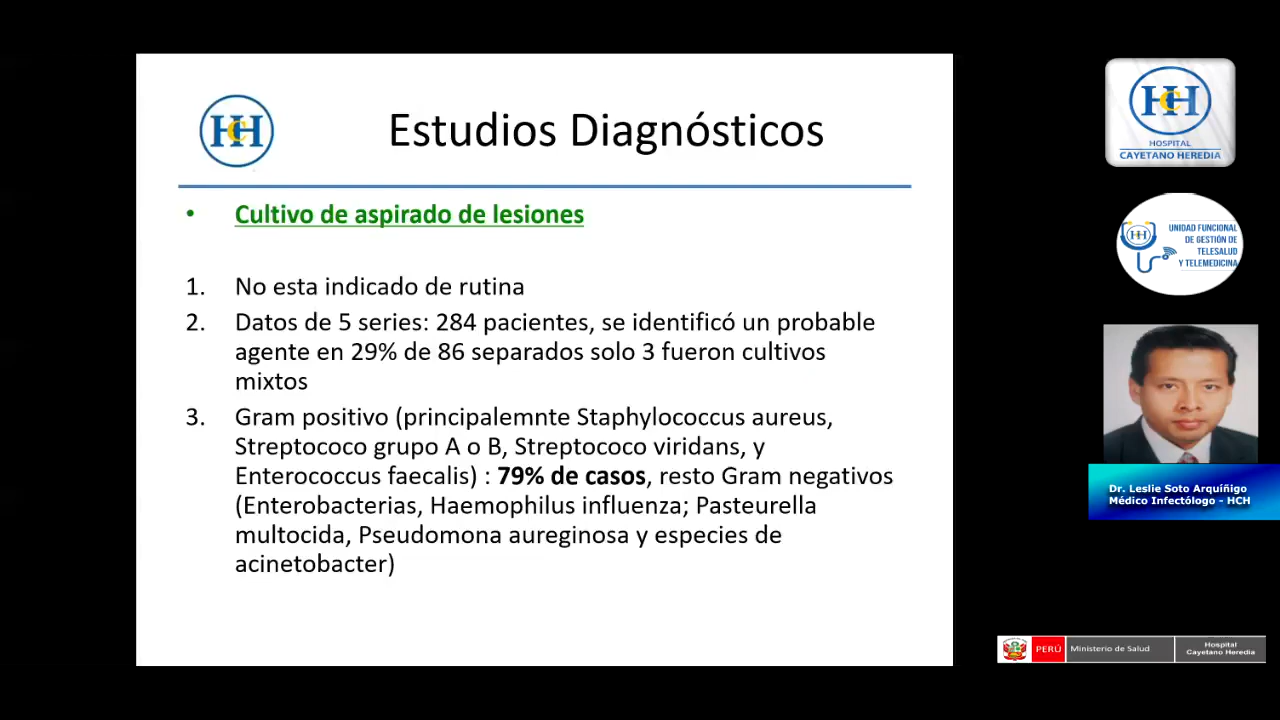 HCH
Estudios Diagnósticos
• Cultivo de aspirado de lesiones
1. No esta indicado de rutina
2. Datos de 5 series: 284 pacientes, se identificó un probable
agente en 29% de 86 separados solo 3 fueron cultivos
mixtos
3. Gram positivo (principalemnte Staphylococcus aureus,
Streptococo grupo A o B, Streptococo viridans, y
Enterococcus faecalis) : 79% de casos, resto Gram negativos
(Enterobacterias, Haemophilus influenza; Pasteurella
multocida, Pseudomona aureginosa y especies de
acinetobacter)
HCH
HOSPITAL
CAYETANO HEREDIA
HCH
UNIDAD FUNCIONAL
DE GESTIÓN DE
TELESALUD
Y TELEMEDICINA
Dr. Leslie Soto Arquíñigo
Médico Infectólogo - HCH
PERÚ
Ministerio de Salud
Hospital
Cayetano Heredia